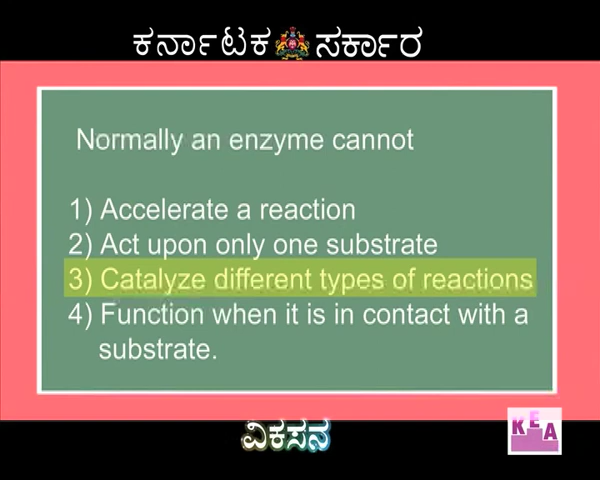 ಕರ್ನಾಟಕ ಸರ್ಕಾರ
Normally an enzyme cannot
1) Accelerate a reaction
2) Act upon only one substrate
3) Catalyze different types of reactions
4) Function when it is in contact with a
substrate.
ವಿಕಸನ
KEA